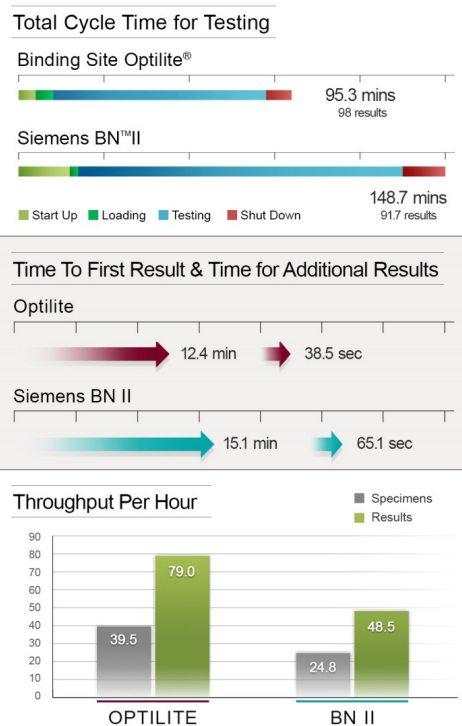 Total Cycle Time for Testing
Binding Site Optilite®
95.3 mins
98 results
Siemens BN™II
148.7 mins
91.7 results
Start Up Loading Testing Shut Down
Time To First Result & Time for Additional Results
Optilite
12.4 min 38.5 sec
Siemens BN II
15.1 min 65.1 sec
Throughput Per Hour
Specimens
Results
90
80
70
60
50
40
30
20
10
0
39.5
79.0
24.8
48.5
OPTILITE BN II